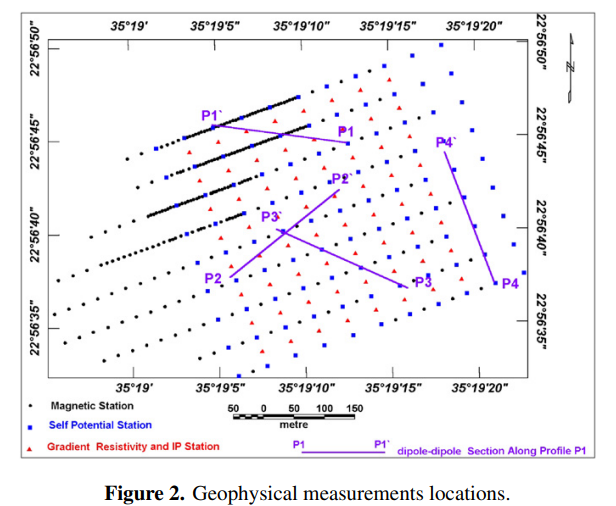 35°19' 35°19'5" 35°19'10" 35°19'15" 35°19'20"
22°56'50" 22°56'50"
N
P1` P1
22°56'45" P4` 22°56'45"
P2`
P3`
22°56'40" 22°56'40"
P2 P3 P4
22°56'35" 22°56'35"
35°19' 35°19'5" 35°19'10" 35°19'15" 35°19'20"
Magnetic Station
50 0 50 100 150
metre
Self Potential Station
Gradient Resistivity and IP Station
P1 P1` dipole-dipole Section Along Profile P1
Figure 2. Geophysical measurements locations.